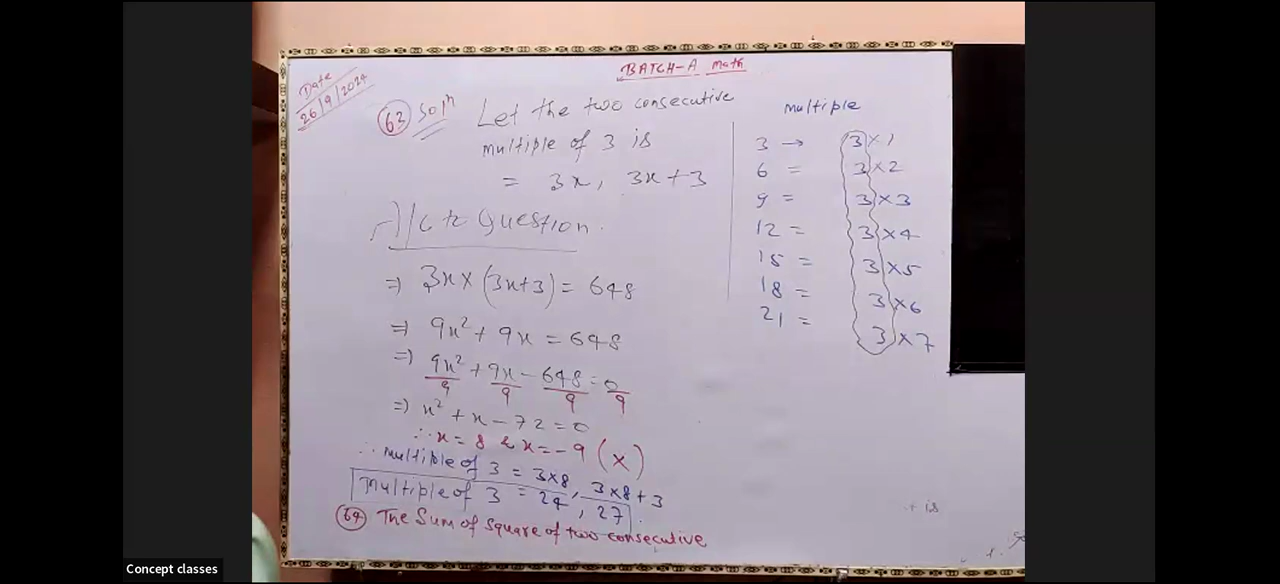 BATCH-A Math
Date
26/9/2024
63 Soln Let the two consecutive
multiple of 3 is
= 3x, 3x+3
A/c to Question.
=) 3x × (3x+3) = 648
=) 9x² + 9x = 648
=) 9x²/9 + 9x/9 - 648/9 = 0/9
=) x² + x - 72 = 0
∴ x = 8 & x = -9 (×)
∴ multiple of 3 = 3×8, 3×8+3
multiple of 3 = 24, 27.
64 The Sum of Square of two consecutive
multiple
3 → 3×1
6 = 3×2
9 = 3×3
12 = 3×4
15 = 3×5
18 = 3×6
21 = 3×7
+ is
Concept classes